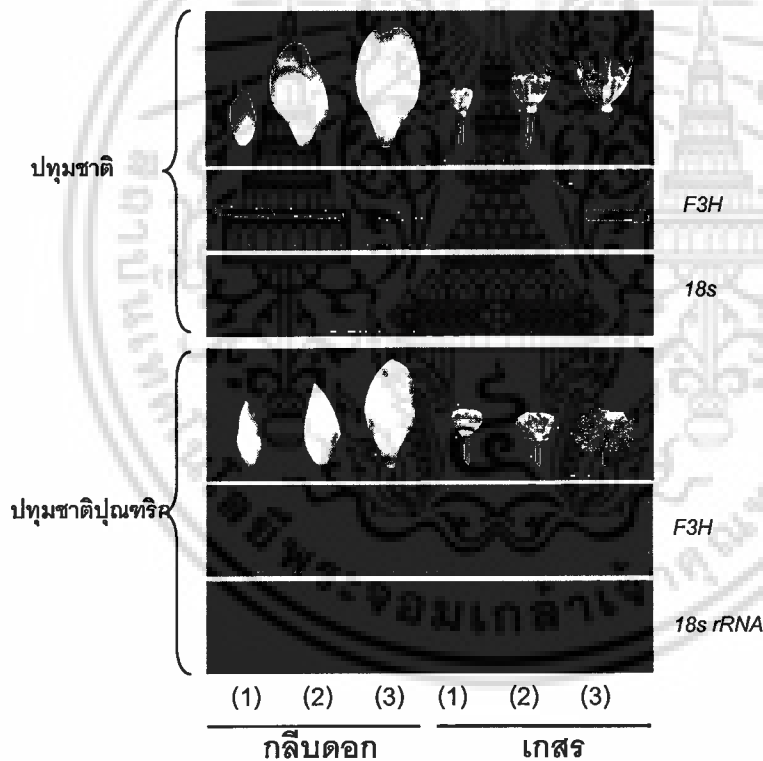 ปทุมชาติ
F3H
18s
ปทุมชาติปุณฑริก
F3H
18s rRNA
(1) (2) (3) (1) (2) (3)
กลีบดอก เกสร